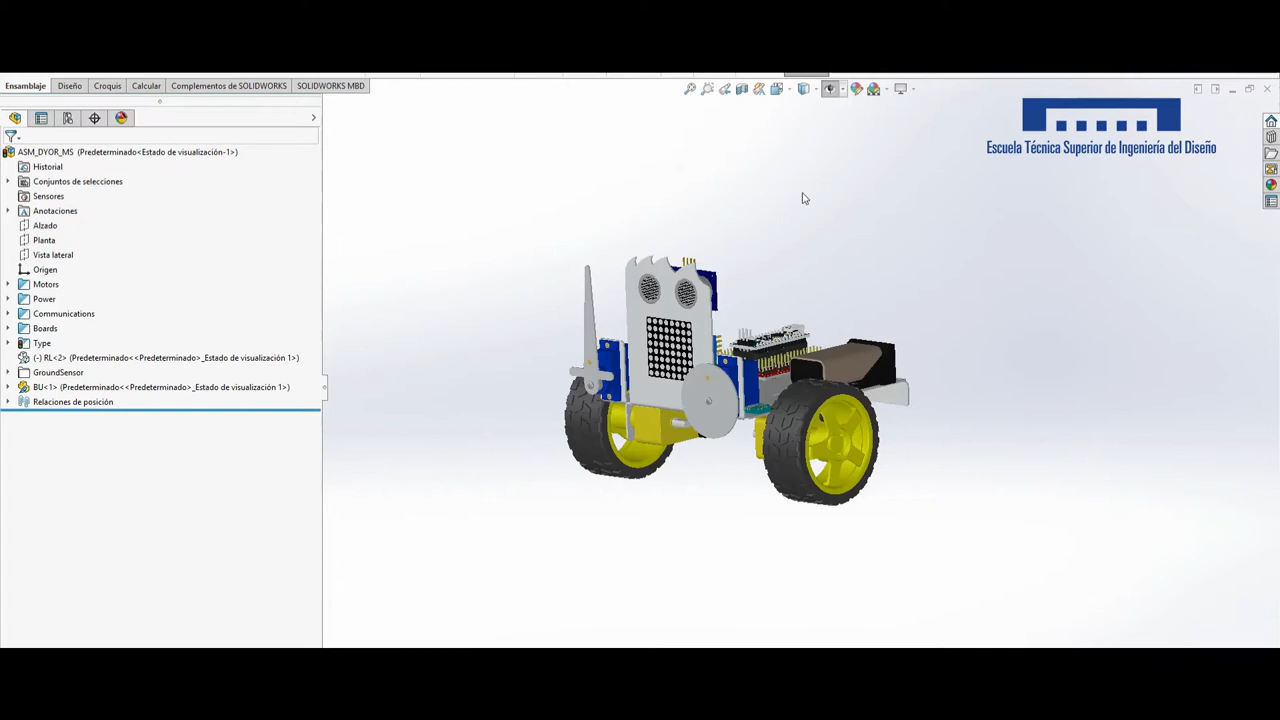 Ensamblaje Diseño Croquis Calcular Complementos de SOLIDWORKS SOLIDWORKS MBD
Escuela Técnica Superior de Ingeniería del Diseño
ASM_DYOR_MS (Predeterminado<Estado de visualización-1>)
Historial
Conjuntos de selecciones
Sensores
Anotaciones
Alzado
Planta
Vista lateral
Origen
Motors
Power
Communications
Boards
Type
(-) RL<2> (Predeterminado<<Predeterminado>_Estado de visualización 1>)
GroundSensor
BU<1> (Predeterminado<<Predeterminado>_Estado de visualización 1>)
Relaciones de posición